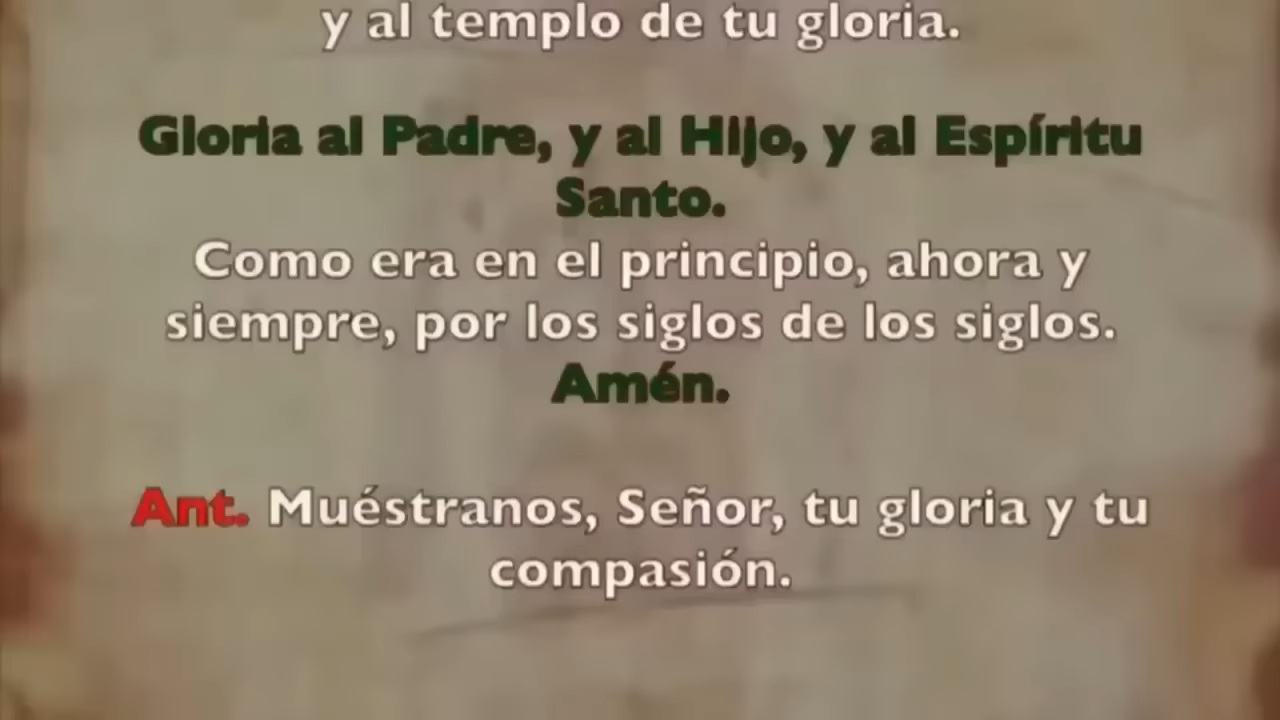 y al templo de tu gloria.
Gloria al Padre, y al Hijo, y al Espíritu
Santo.
Como era en el principio, ahora y
siempre, por los siglos de los siglos.
Amén.
Ant. Muéstranos, Señor, tu gloria y tu
compasión.